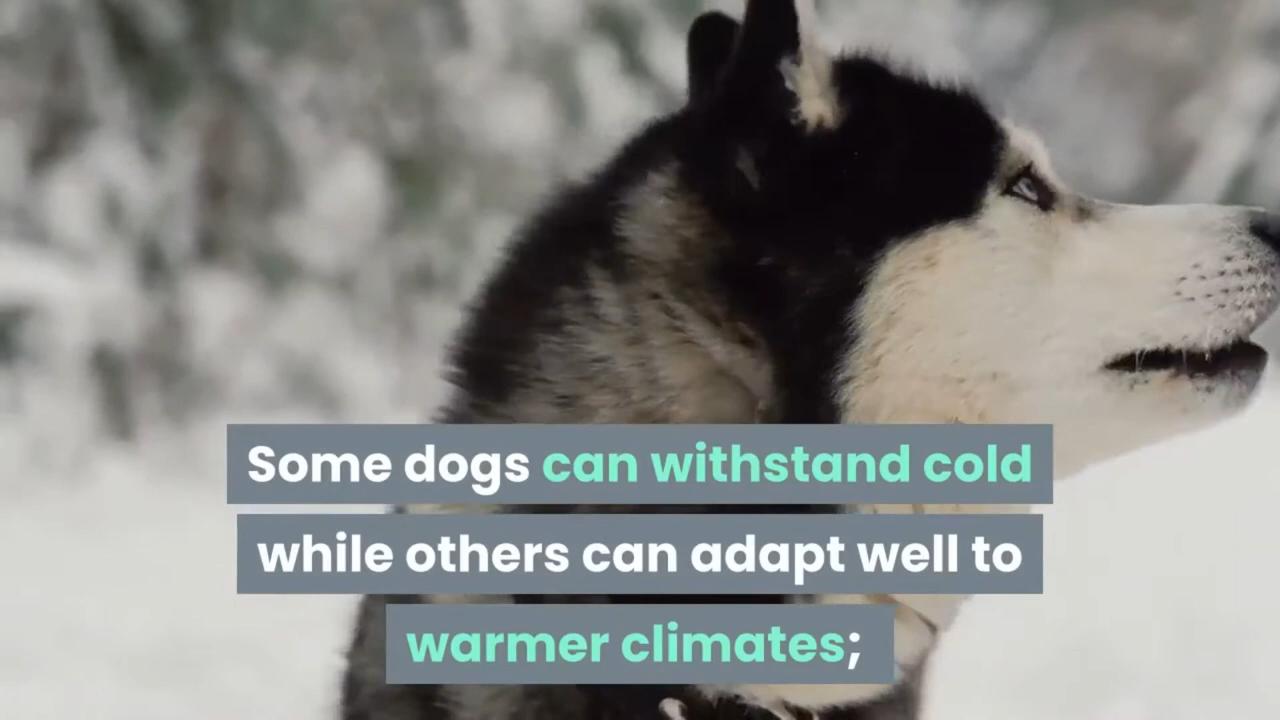 Some dogs can withstand cold
while others can adapt well to
warmer climates;